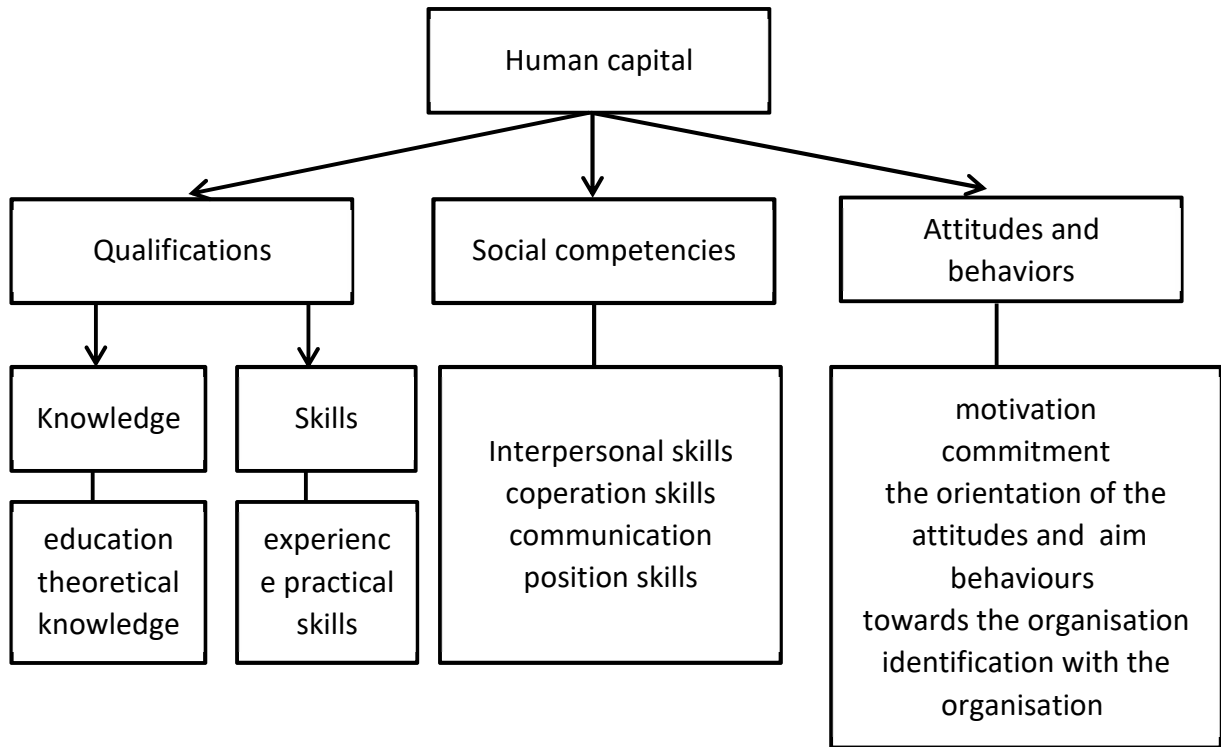 Human capital
Qualifications
Social competencies
Attitudes and
behaviors
Knowledge
Skills
education
theoretical
knowledge
experienc
e practical
skills
Interpersonal skills
coperation skills
communication
position skills
motivation
commitment
the orientation of the
attitudes and  aim
behaviours
towards the organisation
identification with the
organisation